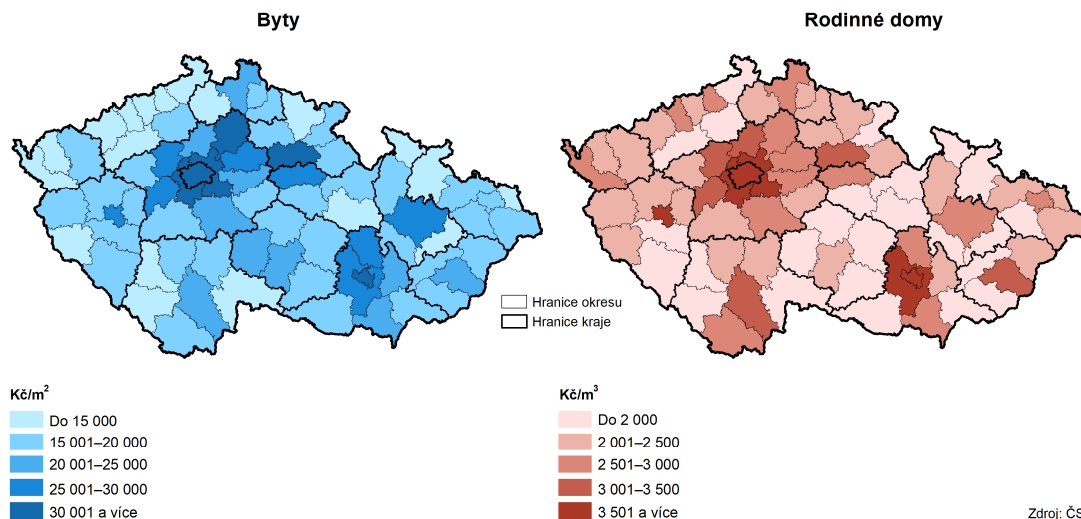 Byty
Rodinné domy
Hranice okresu
Hranice kraje
Kč/m²
Do 15 000
15 001–20 000
20 001–25 000
25 001–30 000
30 001 a více
Kč/m³
Do 2 000
2 001–2 500
2 501–3 000
3 001–3 500
3 501 a více
Zdroj: ČS